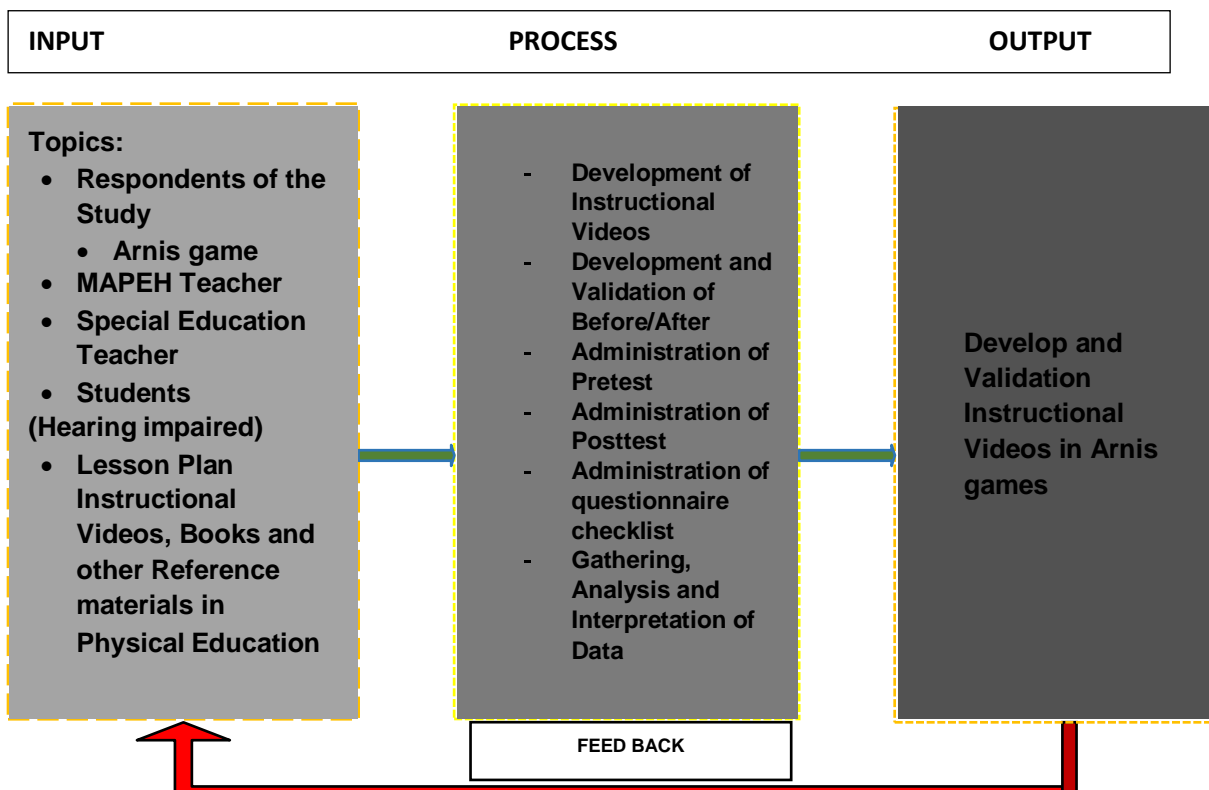 INPUT PROCESS OUTPUT
Topics:
• Respondents of the
Study
• Arnis game
• MAPEH Teacher
• Special Education
Teacher
• Students
(Hearing impaired)
• Lesson Plan
Instructional
Videos, Books and
other Reference
materials in
Physical Education
- Development of
Instructional
Videos
- Development and
Validation of
Before/After
- Administration of
Pretest
- Administration of
Posttest
- Administration of
questionnaire
checklist
- Gathering,
Analysis and
Interpretation of
Data
Develop and
Validation
Instructional
Videos in Arnis
games
FEED BACK